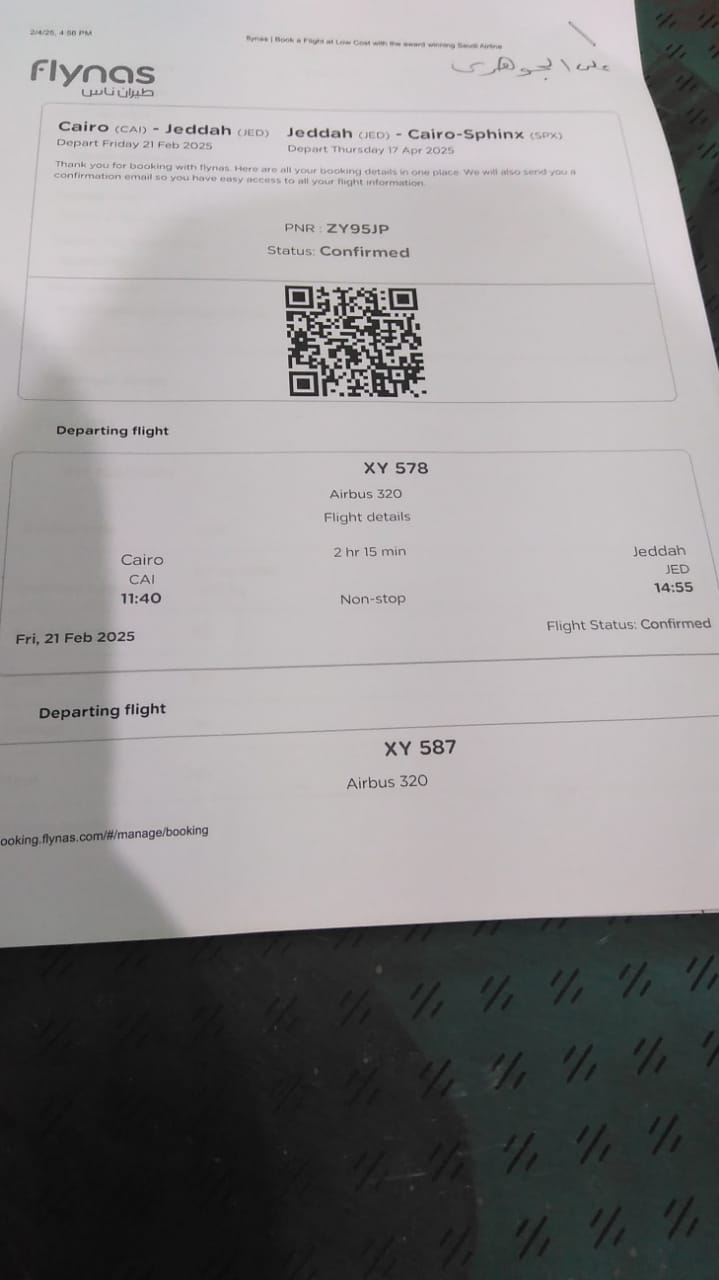 2/4/25, 4:56 PM
flynas | Book a Flight at Low Cost with the award winning Saudi Airline
على الجوهرى
flynas
طيران ناس
Cairo (CAI) - Jeddah (JED) Jeddah (JED) - Cairo-Sphinx (SPX)
Depart Friday 21 Feb 2025 Depart Thursday 17 Apr 2025
Thank you for booking with flynas. Here are all your booking details in one place. We will also send you a
confirmation email so you have easy access to all your flight information.
PNR : ZY95JP
Status: Confirmed
Departing flight
XY 578
Airbus 320
Flight details
Cairo 2 hr 15 min Jeddah
CAI JED
11:40 Non-stop 14:55
Fri, 21 Feb 2025 Flight Status: Confirmed
Departing flight
XY 587
Airbus 320
ooking.flynas.com/#/manage/booking